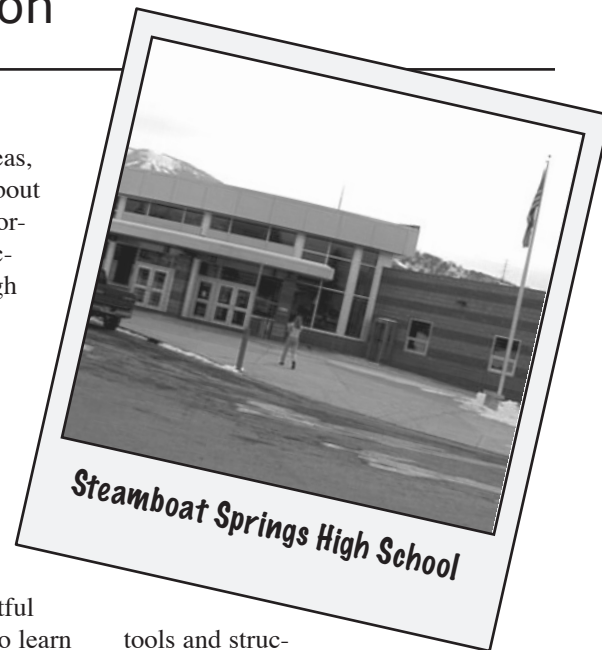 on
eas,
bout
or-
e-
gh
Steamboat Springs High School
tful
o learn
tools and struc-